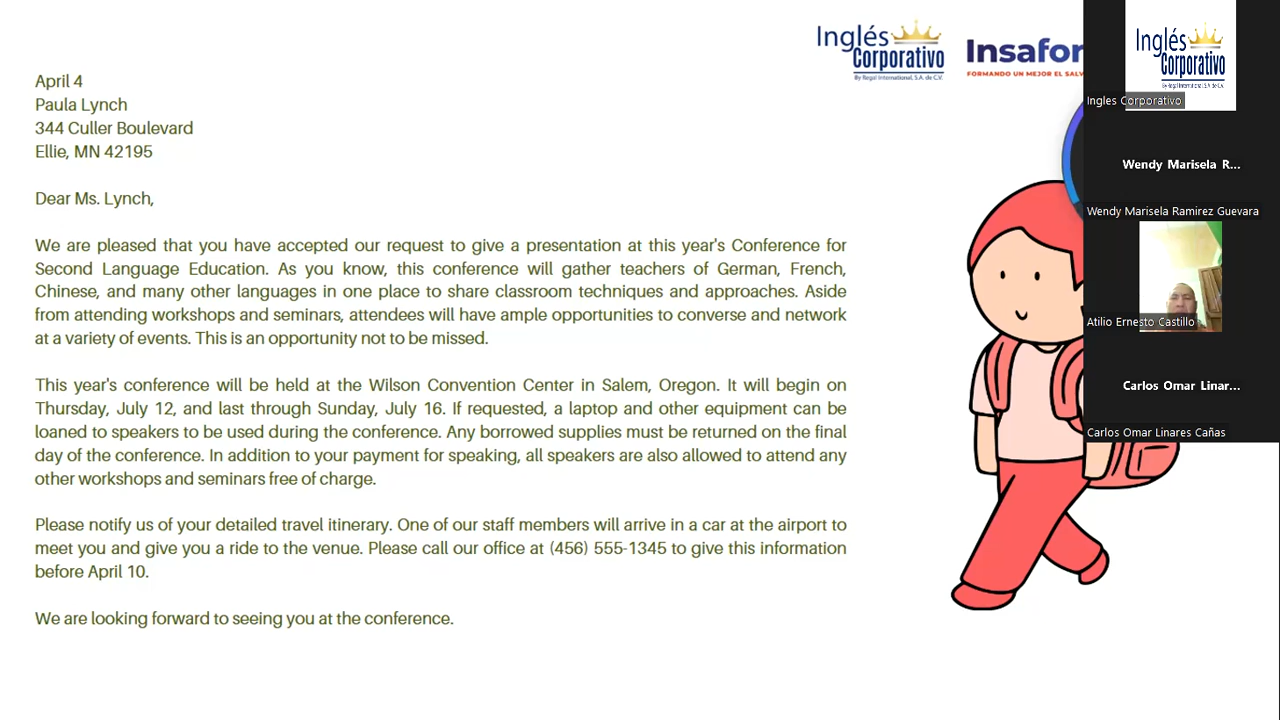 Inglés
Corporativo
By Regal International, S.A. de C.V.
Insafor
FORMANDO UN MEJOR EL SALV
April 4
Paula Lynch
344 Culler Boulevard
Ellie, MN 42195
Dear Ms. Lynch,
We are pleased that you have accepted our request to give a presentation at this year's Conference for
Second Language Education. As you know, this conference will gather teachers of German, French,
Chinese, and many other languages in one place to share classroom techniques and approaches. Aside
from attending workshops and seminars, attendees will have ample opportunities to converse and network
at a variety of events. This is an opportunity not to be missed.
This year's conference will be held at the Wilson Convention Center in Salem, Oregon. It will begin on
Thursday, July 12, and last through Sunday, July 16. If requested, a laptop and other equipment can be
loaned to speakers to be used during the conference. Any borrowed supplies must be returned on the final
day of the conference. In addition to your payment for speaking, all speakers are also allowed to attend any
other workshops and seminars free of charge.
Please notify us of your detailed travel itinerary. One of our staff members will arrive in a car at the airport to
meet you and give you a ride to the venue. Please call our office at (456) 555-1345 to give this information
before April 10.
We are looking forward to seeing you at the conference.
Inglés
Corporativo
By Regal International, S.A. de C.V.
Ingles Corporativo
Wendy Marisela R...
Wendy Marisela Ramirez Guevara
Atilio Ernesto Castillo
Carlos Omar Linar...
Carlos Omar Linares Cañas